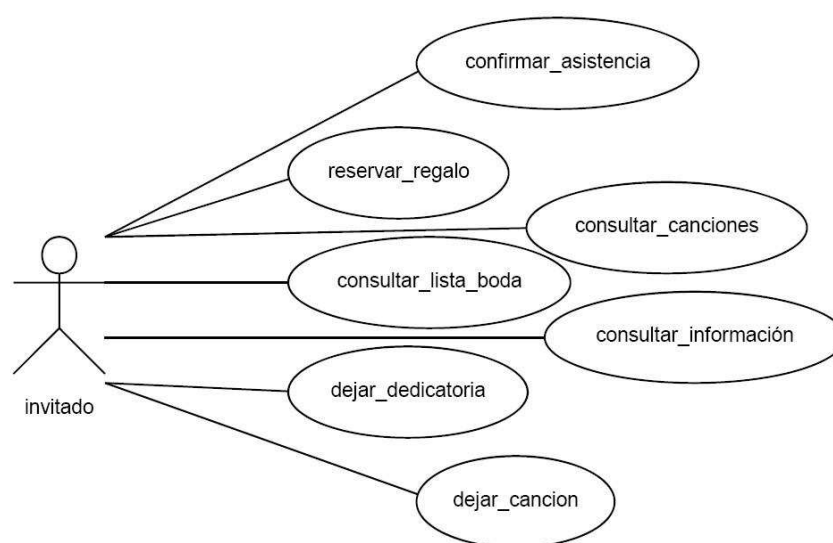 confirmar_asistencia
reservar_regalo
consultar_canciones
consultar_lista_boda
consultar_información
dejar_dedicatoria
invitado
dejar_cancion